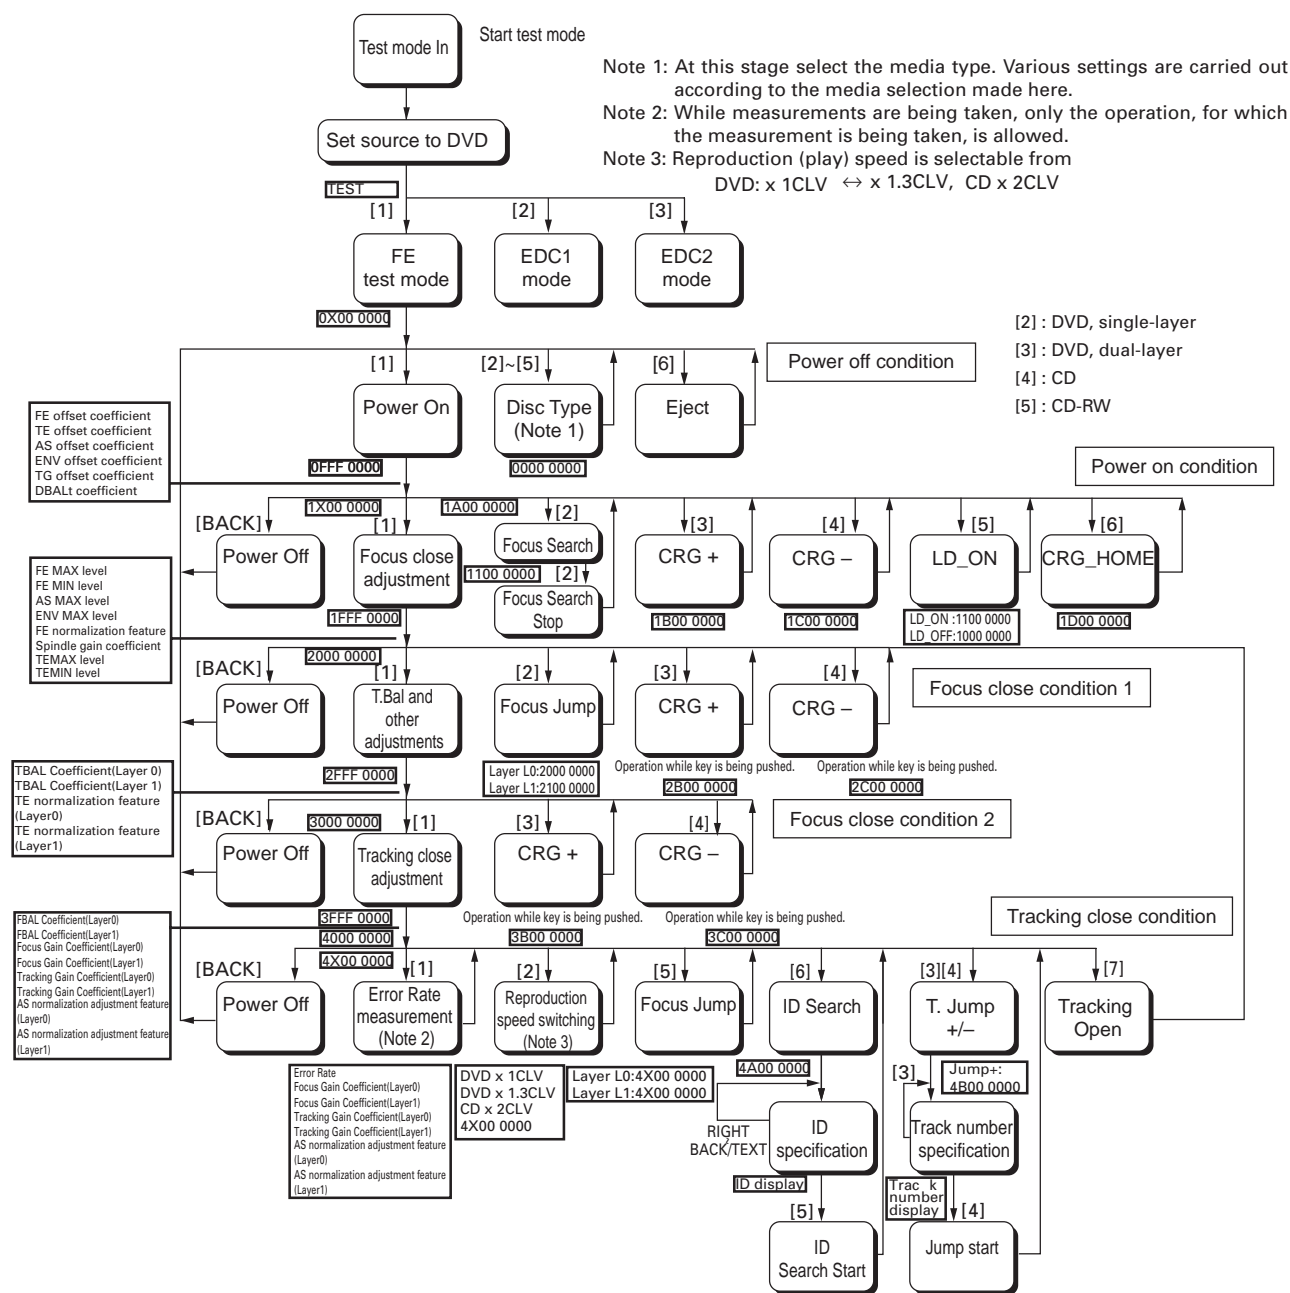 Test mode In
Start test mode
Note 1: At this stage select the media type. Various settings are carried out
according to the media selection made here.
Note 2: While measurements are being taken, only the operation, for which
the measurement is being taken, is allowed.
Note 3: Reproduction (play) speed is selectable from
DVD: x 1CLV ↔ x 1.3CLV, CD x 2CLV
Set source to DVD
TEST
[1]
[2]
[3]
FE
test mode
EDC1
mode
EDC2
mode
0X00 0000
[2] : DVD, single-layer
[3] : DVD, dual-layer
[4] : CD
[5] : CD-RW
Power off condition
[1]
[2]~[5]
[6]
Power On
Disc Type
(Note 1)
Eject
0FFF 0000
0000 0000
FE offset coefficient
TE offset coefficient
AS offset coefficient
ENV offset coefficient
TG offset coefficient
DBALt coefficient
Power on condition
1X00 0000
1A00 0000
[BACK]
[1]
[2]
[3]
[4]
[5]
[6]
Power Off
Focus close
adjustment
Focus Search
1100 0000
[2]
Focus Search
Stop
CRG +
CRG –
LD_ON
CRG_HOME
1FFF 0000
1B00 0000
1C00 0000
LD_ON :1100 0000
LD_OFF:1000 0000
1D00 0000
FE MAX level
FE MIN level
AS MAX level
ENV MAX level
FE normalization feature
Spindle gain coefficient
TEMAX level
TEMIN level
2000 0000
[BACK]
[1]
[2]
[3]
[4]
Focus close condition 1
Power Off
T.Bal and
other
adjustments
Focus Jump
CRG +
CRG –
2FFF 0000
Layer L0:2000 0000
Layer L1:2100 0000
Operation while key is being pushed.
2B00 0000
Operation while key is being pushed.
2C00 0000
TBAL Coefficient(Layer 0)
TBAL Coefficient(Layer 1)
TE normalization feature
(Layer0)
TE normalization feature
(Layer1)
Focus close condition 2
[BACK]
3000 0000
[1]
[3]
[4]
Power Off
Tracking close
adjustment
CRG +
CRG –
3FFF 0000
4000 0000
4X00 0000
Operation while key is being pushed.
3B00 0000
Operation while key is being pushed.
3C00 0000
Tracking close condition
FBAL Coefficient(Layer0)
FBAL Coefficient(Layer1)
Focus Gain Coefficient(Layer0)
Focus Gain Coefficient(Layer1)
Tracking Gain Coefficient(Layer0)
Tracking Gain Coefficient(Layer1)
AS normalization adjustment feature
(Layer0)
AS normalization adjustment feature
(Layer1)
[BACK]
[1]
[2]
[5]
[6]
[3][4]
[7]
Power Off
Error Rate
measurement
(Note 2)
Reproduction
speed switching
(Note 3)
Focus Jump
ID Search
T. Jump
+/–
Tracking
Open
Error Rate
Focus Gain Coefficient(Layer0)
Focus Gain Coefficient(Layer1)
Tracking Gain Coefficient(Layer0)
Tracking Gain Coefficient(Layer1)
AS normalization adjustment feature
(Layer0)
AS normalization adjustment feature
(Layer1)
DVD x 1CLV
DVD x 1.3CLV
CD x 2CLV
4X00 0000
Layer L0:4X00 0000
Layer L1:4X00 0000
4A00 0000
[3]
Jump+:
4B00 0000
RIGHT
BACK/TEXT
ID
specification
Track number
specification
ID display
Trac k
number
display
[5]
[4]
ID
Search Start
Jump start